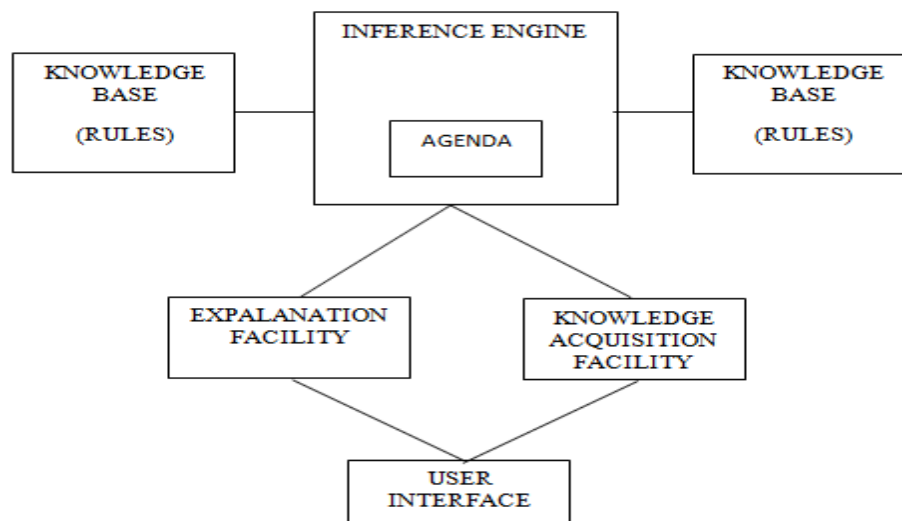 INFERENCE ENGINE
KNOWLEDGE
BASE
(RULES)
AGENDA
KNOWLEDGE
BASE
(RULES)
EXPALANATION
FACILITY
KNOWLEDGE
ACQUISITION
FACILITY
USER
INTERFACE